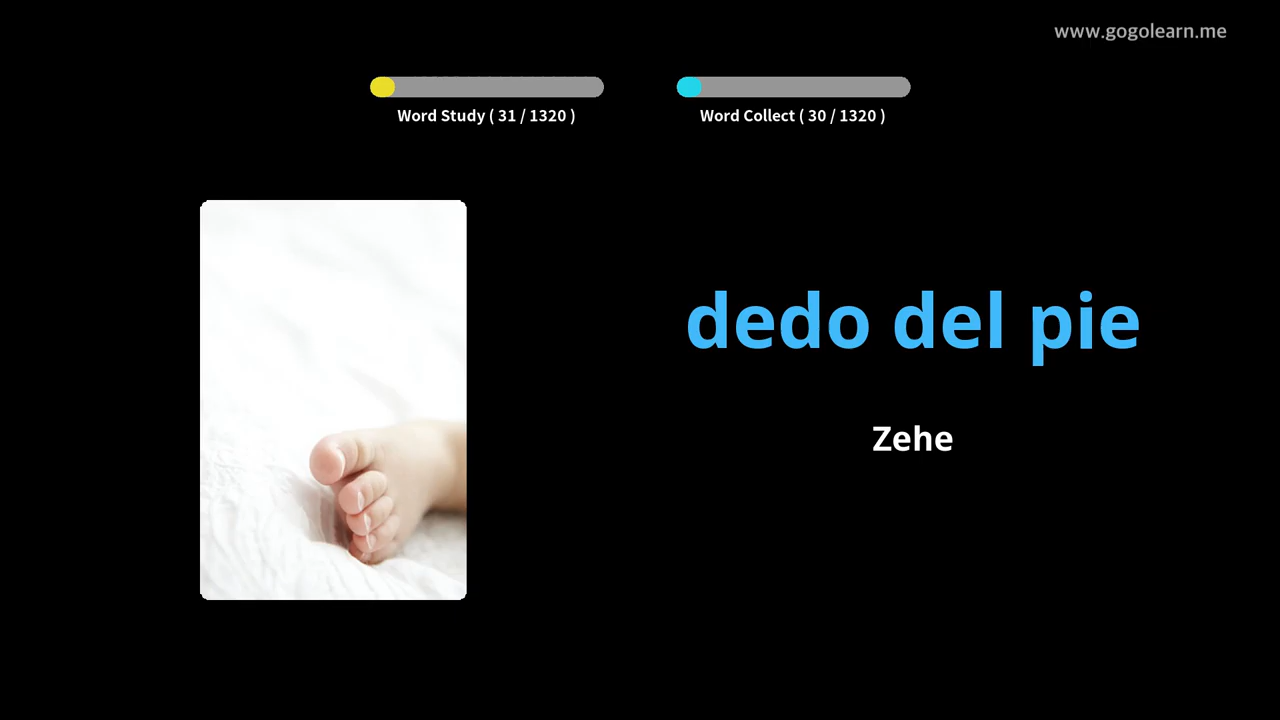 www.gogolearn.me
Word Study ( 31 / 1320 )
Word Collect ( 30 / 1320 )
dedo del pie
Zehe